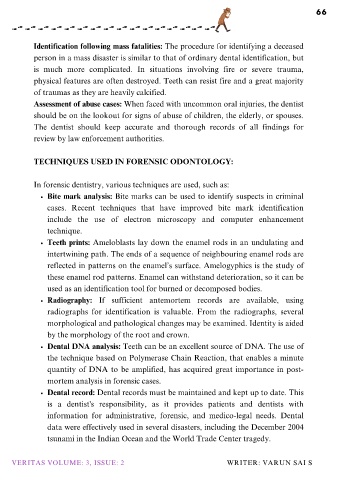 66
Identification following mass fatalities: The procedure for identifying a deceased
person in a mass disaster is similar to that of ordinary dental identification, but
is much more complicated. In situations involving fire or severe trauma,
physical features are often destroyed. Teeth can resist fire and a great majority
of traumas as they are heavily calcified.
Assessment of abuse cases: When faced with uncommon oral injuries, the dentist
should be on the lookout for signs of abuse of children, the elderly, or spouses.
The dentist should keep accurate and thorough records of all findings for
review by law enforcement authorities.
TECHNIQUES USED IN FORENSIC ODONTOLOGY:
In forensic dentistry, various techniques are used, such as:
• Bite mark analysis: Bite marks can be used to identify suspects in criminal
cases. Recent techniques that have improved bite mark identification
include the use of electron microscopy and computer enhancement
technique.
• Teeth prints: Ameloblasts lay down the enamel rods in an undulating and
intertwining path. The ends of a sequence of neighbouring enamel rods are
reflected in patterns on the enamel's surface. Amelogyphics is the study of
these enamel rod patterns. Enamel can withstand deterioration, so it can be
used as an identification tool for burned or decomposed bodies.
• Radiography: If sufficient antemortem records are available, using
radiographs for identification is valuable. From the radiographs, several
morphological and pathological changes may be examined. Identity is aided
by the morphology of the root and crown.
• Dental DNA analysis: Teeth can be an excellent source of DNA. The use of
the technique based on Polymerase Chain Reaction, that enables a minute
quantity of DNA to be amplified, has acquired great importance in post-
mortem analysis in forensic cases.
• Dental record: Dental records must be maintained and kept up to date. This
is a dentist's responsibility, as it provides patients and dentists with
information for administrative, forensic, and medico-legal needs. Dental
data were effectively used in several disasters, including the December 2004
tsunami in the Indian Ocean and the World Trade Center tragedy.
VERITAS VOLUME: 3, ISSUE: 2 WRITER: VARUN SAI S